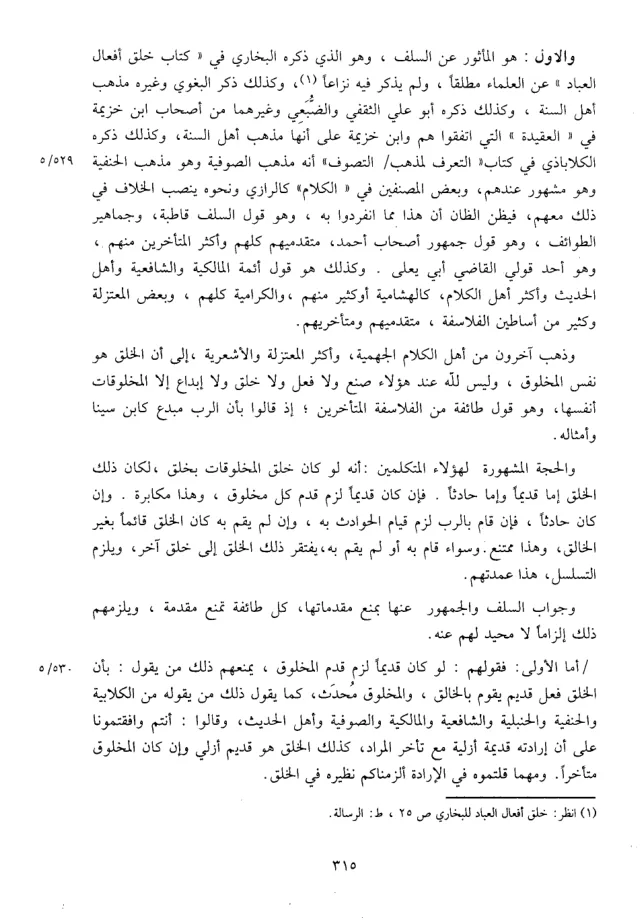 والاول : هو المأثور عن السلف ، وهو الذي ذكره البخاري في « كتاب خلق أفعال
العباد » عن العلماء مطلقاً ، ولم يذكر فيه نزاعاً (١)، وكذلك ذكر البغوي وغيره مذهب
أهل السنة ، وكذلك ذكره أبو علي الثقفي والضُّبَعِي وغيرهما من أصحاب ابن خزيمة
في « العقيدة » التي اتفقوا هم وابن خزيمة على أنها مذهب أهل السنة، وكذلك ذكره
الكلاباذي في كتاب« التعرف لمذهب/ التصوف» أنه مذهب الصوفية وهو مذهب الحنفية ٥/٥٢٩
وهو مشهور عندهم، وبعض المصنفين في « الكلام» كالرازي ونحوه ينصب الخلاف في
ذلك معهم، فيظن الظان أن هذا مما انفردوا به ، وهو قول السلف قاطبة، وجماهير
الطوائف ، وهو قول جمهور أصحاب أحمد، متقدميهم كلهم وأكثر المتأخرين منهم ،
وهو أحد قولي القاضي أبي يعلى . وكذلك هو قول أئمة المالكية والشافعية وأهل
الحديث وأكثر أهل الكلام، كالهشامية أوكثير منهم ،والكرامية كلهم ، وبعض المعتزلة
وكثير من أساطين الفلاسفة ، متقدميهم ومتأخريهم.
وذهب آخرون من أهل الكلام الجهمية، وأكثر المعتزلة والأشعرية ،إلى أن الخلق هو
نفس المخلوق ، وليس للّه عند هؤلاء صنع ولا فعل ولا خلق ولا إبداع إلا المخلوقات
أنفسها، وهو قول طائفة من الفلاسفة المتأخرين ؛ إذ قالوا بأن الرب مبدع كابن سينا
وأمثاله.
والحجة المشهورة لهؤلاء المتكلمين :أنه لو كان خلق المخلوقات بخلق ،لكان ذلك
الخلق إما قديماً وإما حادثاً . فإن كان قديماً لزم قدم كل مخلوق ، وهذا مكابرة . وإن
كان حادثاً ، فإن قام بالرب لزم قيام الحوادث به ، وإن لم يقم به كان الخلق قائماً بغير
الخالق، وهذا ممتنع.وسواء قام به أو لم يقم به،يفتقر ذلك الخلق إلى خلق آخر، ويلزم
التسلسل، هذا عمدتهم.
وجواب السلف والجمهور عنها بمنع مقدماتها، كل طائفة تمنع مقدمة ، ويلزمهم
ذلك إلزاماً لا محيد لهم عنه.
/أما الأولى: فقولهم : لو كان قديماً لزم قدم المخلوق ، يمنعهم ذلك من يقول : بأن ٥/٥٣٠
الخلق فعل قديم يقوم بالخالق ، والمخلوق مُحدَث، كما يقول ذلك من يقوله من الكلابية
والحنفية والحنبلية والشافعية والمالكية والصوفية وأهل الحديث، وقالوا : أنتم وافقتمونا
على أن إرادته قديمة أزلية مع تأخر المراد، كذلك الخلق هو قديم أزلي وإن كان المخلوق
متأخراً. ومهما قلتموه في الإرادة ألزمناكم نظيره في الخلق.
(١) انظر: خلق أفعال العباد للبخاري ص ٢٥ ، ط: الرسالة.
٣١٥